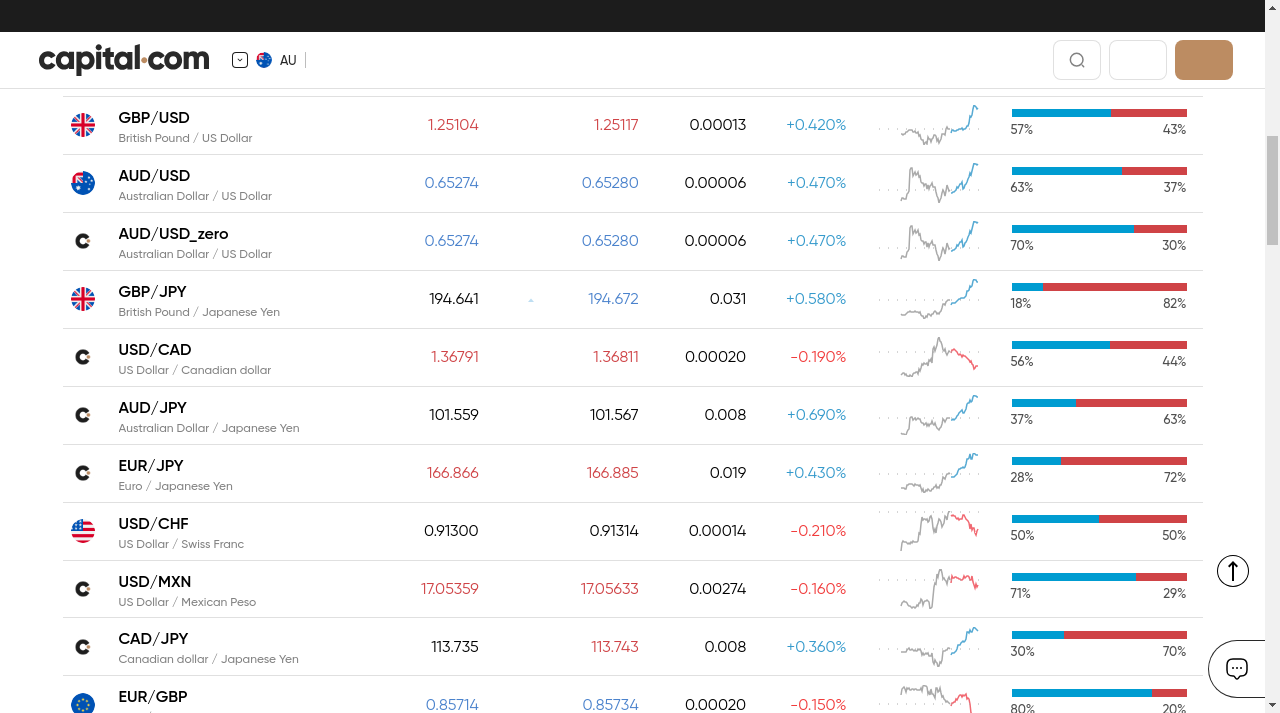 capital.com AU
GBP/USD 1.25104 1.25117 0.00013 +0.420%
British Pound / US Dollar 57% 43%
AUD/USD 0.65274 0.65280 0.00006 +0.470%
Australian Dollar / US Dollar 63% 37%
AUD/USD_zero 0.65274 0.65280 0.00006 +0.470%
Australian Dollar / US Dollar 70% 30%
GBP/JPY 194.641 194.672 0.031 +0.580%
British Pound / Japanese Yen 18% 82%
USD/CAD 1.36791 1.36811 0.00020 -0.190%
US Dollar / Canadian dollar 56% 44%
AUD/JPY 101.559 101.567 0.008 +0.690%
Australian Dollar / Japanese Yen 37% 63%
EUR/JPY 166.866 166.885 0.019 +0.430%
Euro / Japanese Yen 28% 72%
USD/CHF 0.91300 0.91314 0.00014 -0.210%
US Dollar / Swiss Franc 50% 50%
USD/MXN 17.05359 17.05633 0.00274 -0.160%
US Dollar / Mexican Peso 71% 29%
CAD/JPY 113.735 113.743 0.008 +0.360%
Canadian dollar / Japanese Yen 30% 70%
EUR/GBP 0.85714 0.85734 0.00020 -0.150%
80% 20%